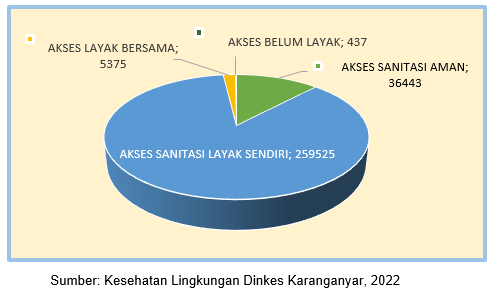 AKSES LAYAK BERSAMA;
5375
AKSES BELUM LAYAK; 437
AKSES SANITASI AMAN;
36443
AKSES SANITASI LAYAK SENDIRI; 259525
Sumber: Kesehatan Lingkungan Dinkes Karanganyar, 2022